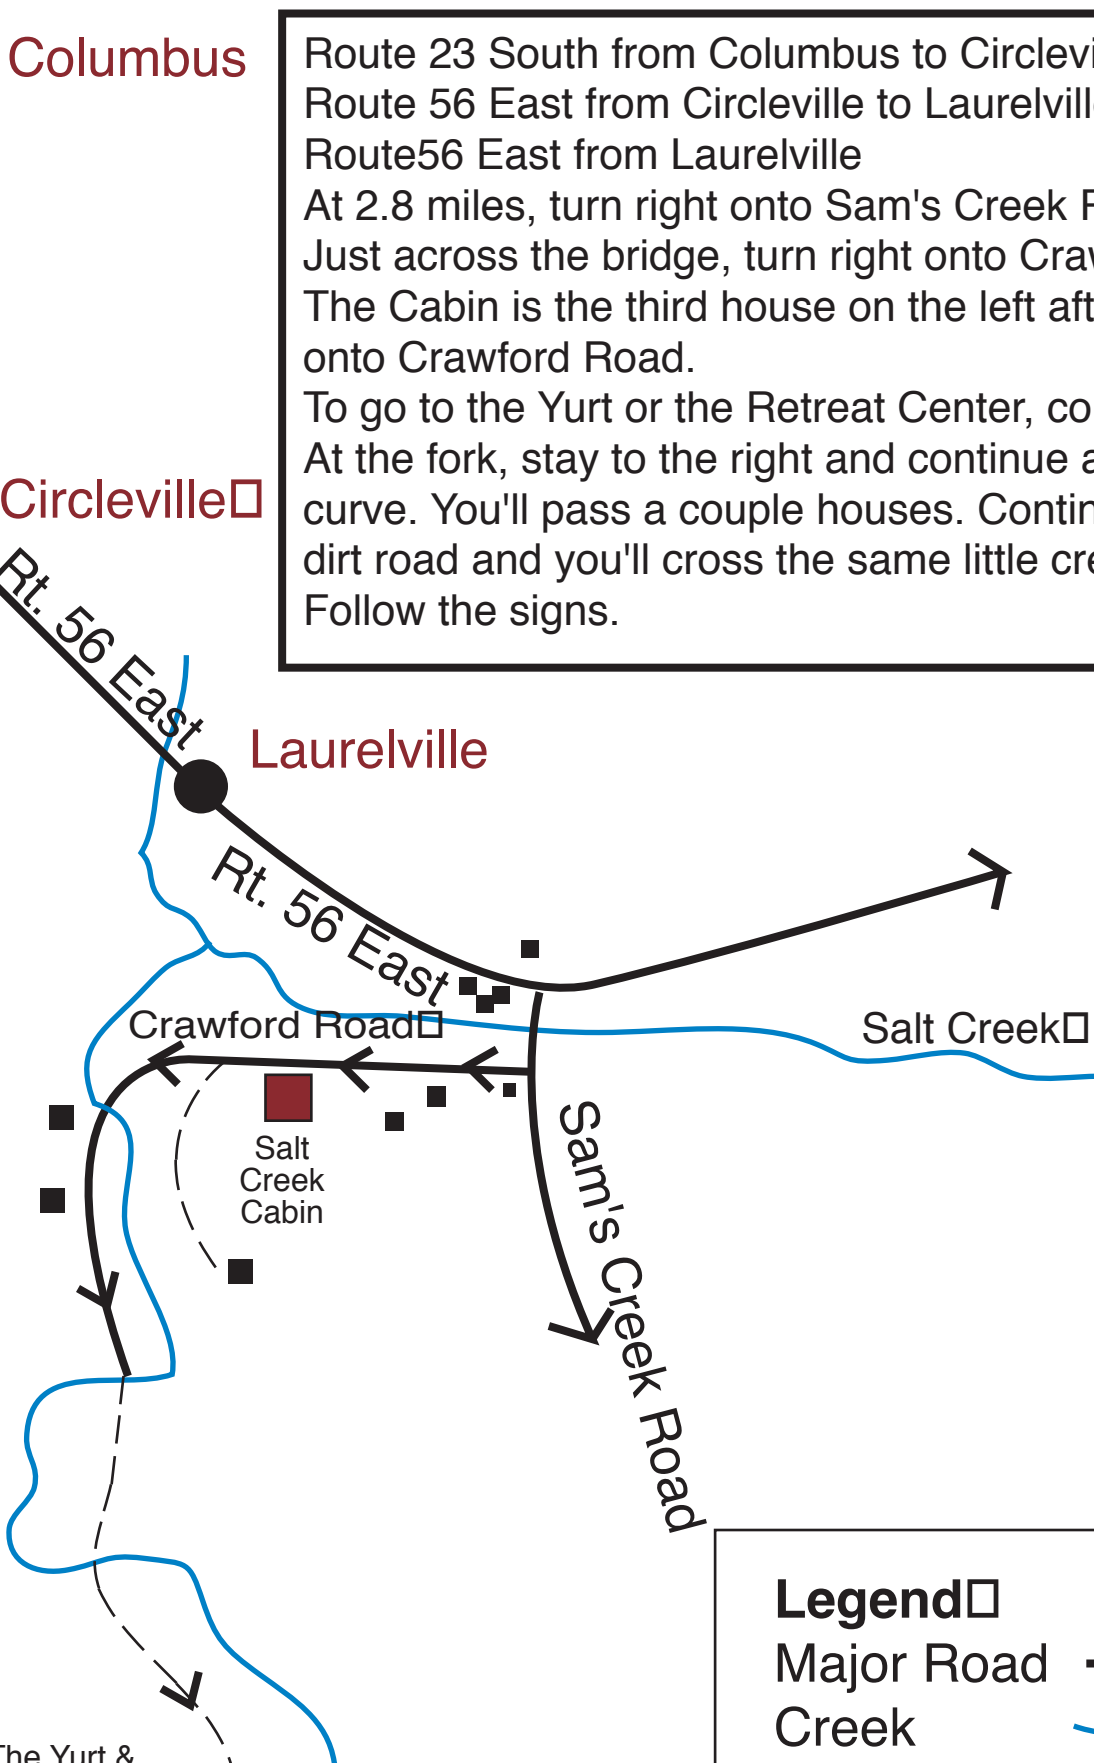 Columbus
Route 23 South from Columbus to Circlevi
Route 56 East from Circleville to Laurelville
Route56 East from Laurelville
At 2.8 miles, turn right onto Sam's Creek R
Just across the bridge, turn right onto Craw
The Cabin is the third house on the left aft
onto Crawford Road.
To go to the Yurt or the Retreat Center, co
At the fork, stay to the right and continue a
curve. You'll pass a couple houses. Contin
dirt road and you'll cross the same little cre
Follow the signs.
Circleville
Rt. 56 East
Laurelville
Rt. 56 East
Crawford Road
Salt Creek
Salt
Creek
Cabin
Sam's Creek Road
Legend
Major Road
Creek
The Yurt &